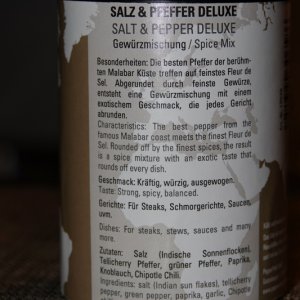 SALZ & PFEFFER DELUXE
SALT & PEPPER DELUXE
Gewürzmischung / Spice Mix
Besonderheiten: Die besten Pfeffer der berühm-
ten Malabar Küste treffen auf feinstes Fleur de
Sel. Abgerundet durch feinste Gewürze,
entsteht eine Gewürzmischung mit einem
exotischem Geschmack, die jedes Gericht
abrunden.
Characteristics: The best pepper from the
famous Malabar coast meets the finest Fleur de
Sel. Rounded off by the finest spices, the result
is a spice mixture with an exotic taste that
rounds off every dish.
Geschmack: Kräftig, würzig, ausgewogen.
Taste: Strong, spicy, balanced.
Gerichte: Für Steaks, Schmorgerichte, Saucen,
uvm.
Dishes: For steaks, stews, sauces and many
more.
Zutaten: Salz (Indische Sonnenflocken),
Tellicherry Pfeffer, grüner Pfeffer, Paprika,
Knoblauch, Chipotle Chili.
Ingredients: salt (Indian sun flakes), tellicherry
pepper, green pepper, paprika, garlic, Chipotle